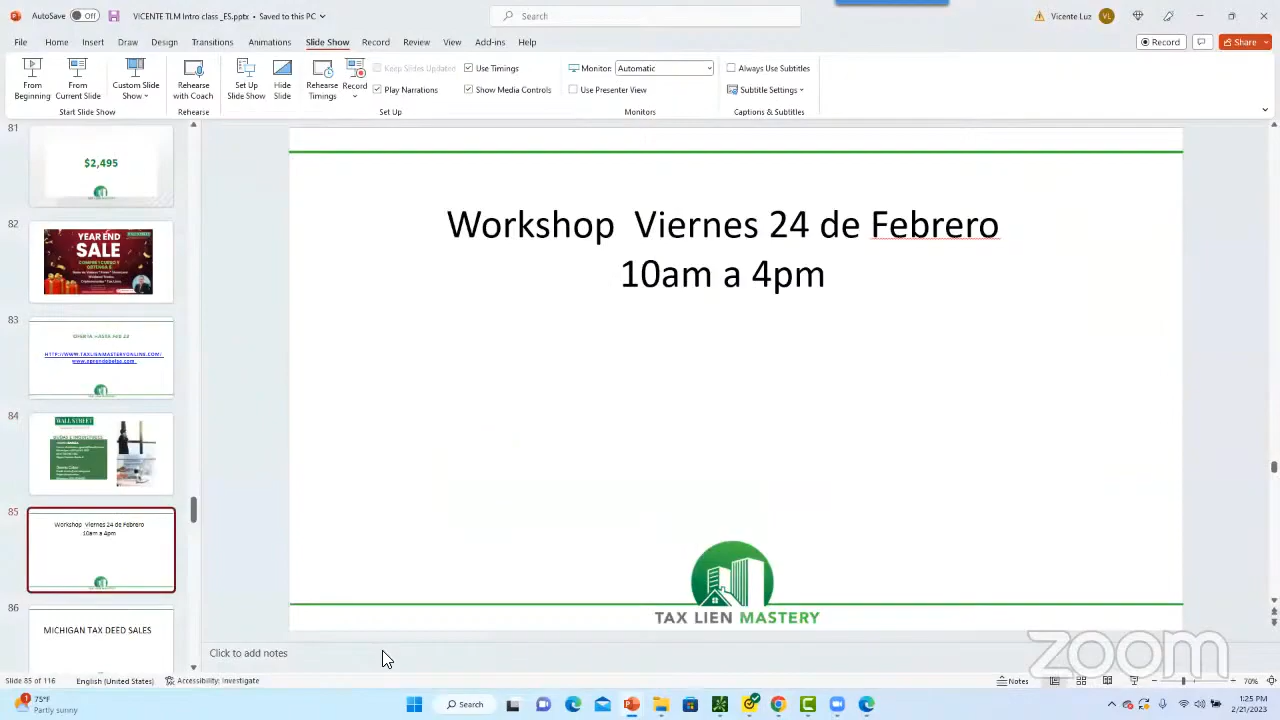 AutoSave Off
VICENTE TLM Intro class _ES.pptx • Saved to this PC
Search
Vicente Luz VL
File Home Insert Draw Design Transitions Animations Slide Show Record Review View Add-ins Help
Record
Share
From Beginning
From Current Slide
Custom Slide Show
Start Slide Show
Rehearse with Coach
Rehearse
Set Up Slide Show
Hide Slide
Rehearse Timings
Record
Keep Slides Updated
Play Narrations
Use Timings
Show Media Controls
Set Up
Monitor: Automatic
Use Presenter View
Monitors
Always Use Subtitles
Subtitle Settings
Captions & Subtitles
81
$2,495
YEAR END
SALE
83
HTTP://WWW.TAXLIENMASTERYONLINE.COM/
84
WALL STREET
85
Workshop Viernes 24 de Febrero
10am a 4pm
86
MICHIGAN TAX DEED SALES
Workshop Viernes 24 de Febrero
10am a 4pm
TAX LIEN MASTERY
Click to add notes
zoom
Slide 85 of 116 English (United States) Accessibility: Investigate
Notes
70%
1
75°F
Partly sunny
Search
1:25 PM
2/21/2023